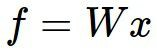 f = Wx